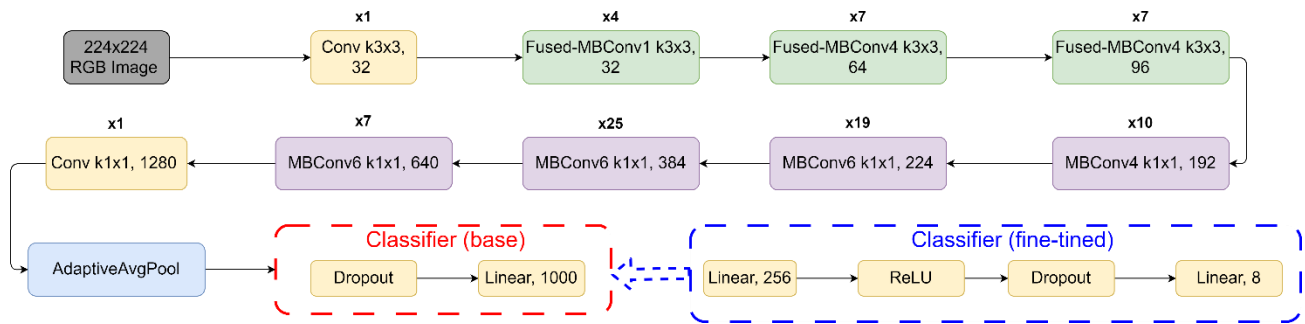 x1
x4
x7
x7
224x224
RGB Image
Conv k3x3,
32
Fused-MBConv1 k3x3,
32
Fused-MBConv4 k3x3,
64
Fused-MBConv4 k3x3,
96
x1
x7
x25
x19
x10
Conv k1x1, 1280
MBConv6 k1x1, 640
MBConv6 k1x1, 384
MBConv6 k1x1, 224
MBConv4 k1x1, 192
AdaptiveAvgPool
Classifier (base)
Dropout
Linear, 1000
Classifier (fine-tined)
Linear, 256
ReLU
Dropout
Linear, 8